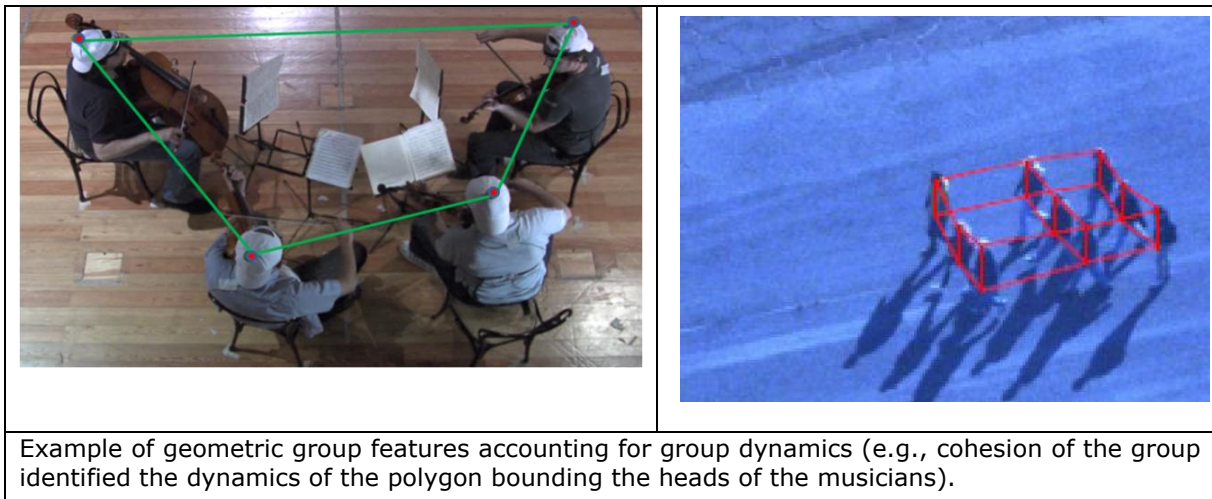 Example of geometric group features accounting for group dynamics (e.g., cohesion of the group
identified the dynamics of the polygon bounding the heads of the musicians).